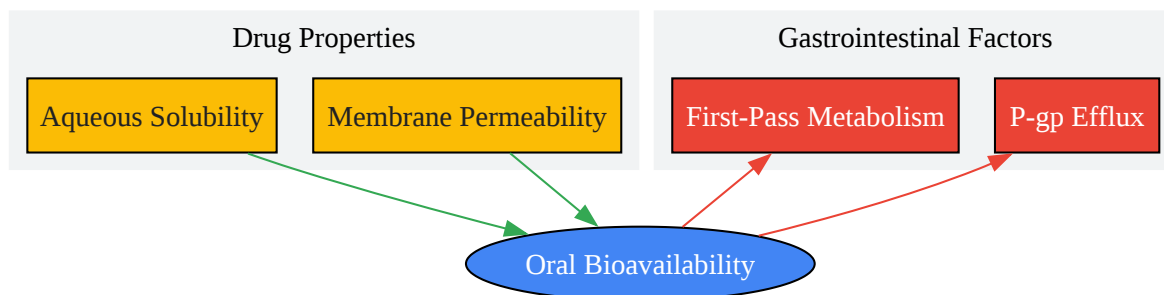 Drug Properties
Gastrointestinal Factors
Aqueous Solubility
Membrane Permeability
First-Pass Metabolism
P-gp Efflux
Oral Bioavailability